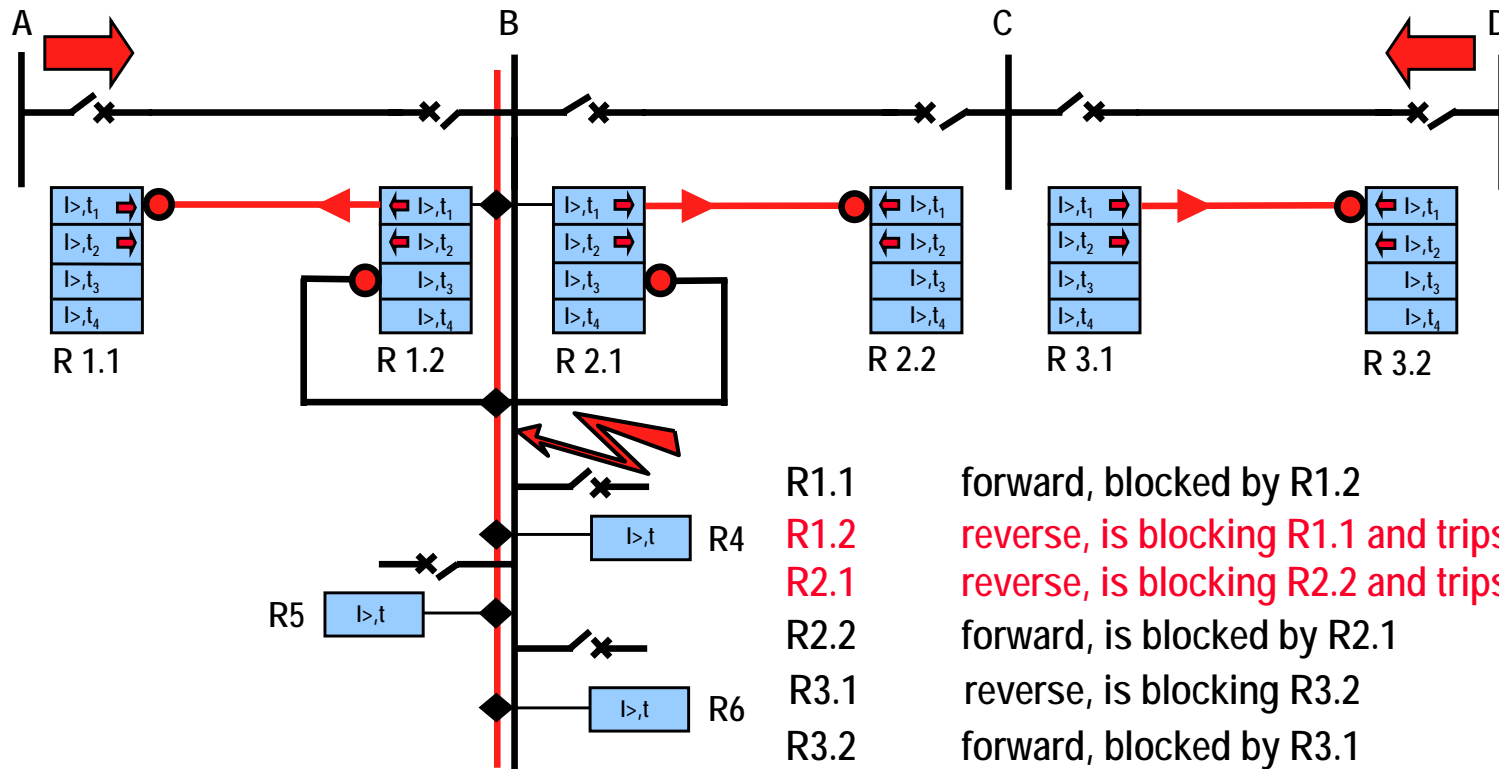 A B C D
I>,t1 I>,t1 I>,t1 I>,t1 I>,t1 I>,t1
I>,t2 I>,t2 I>,t2 I>,t2 I>,t2 I>,t2
I>,t3 I>,t3 I>,t3 I>,t3 I>,t3 I>,t3
I>,t4 I>,t4 I>,t4 I>,t4 I>,t4 I>,t4
R 1.1 R 1.2 R 2.1 R 2.2 R 3.1 R 3.2
R1.1 forward, blocked by R1.2
I>,t R4
R1.2 reverse, is blocking R1.1 and trips
R2.1 reverse, is blocking R2.2 and trips
R5 I>,t
R2.2 forward, is blocked by R2.1
R3.1 reverse, is blocking R3.2
I>,t R6
R3.2 forward, blocked by R3.1